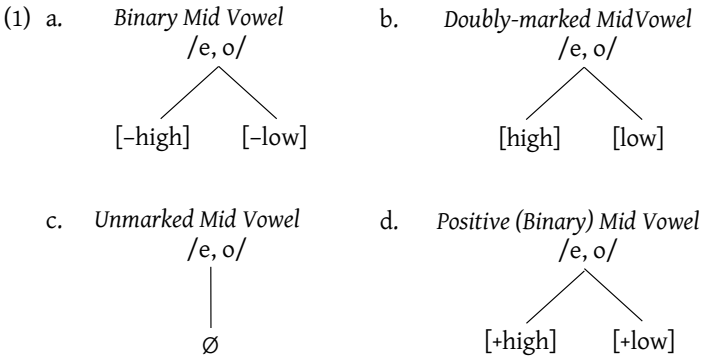 (1) a. Binary Mid Vowel b. Doubly-marked MidVowel
/e, o/ /e, o/
[–high] [–low] [high] [low]
c. Unmarked Mid Vowel d. Positive (Binary) Mid Vowel
/e, o/ /e, o/
∅ [+high] [+low]